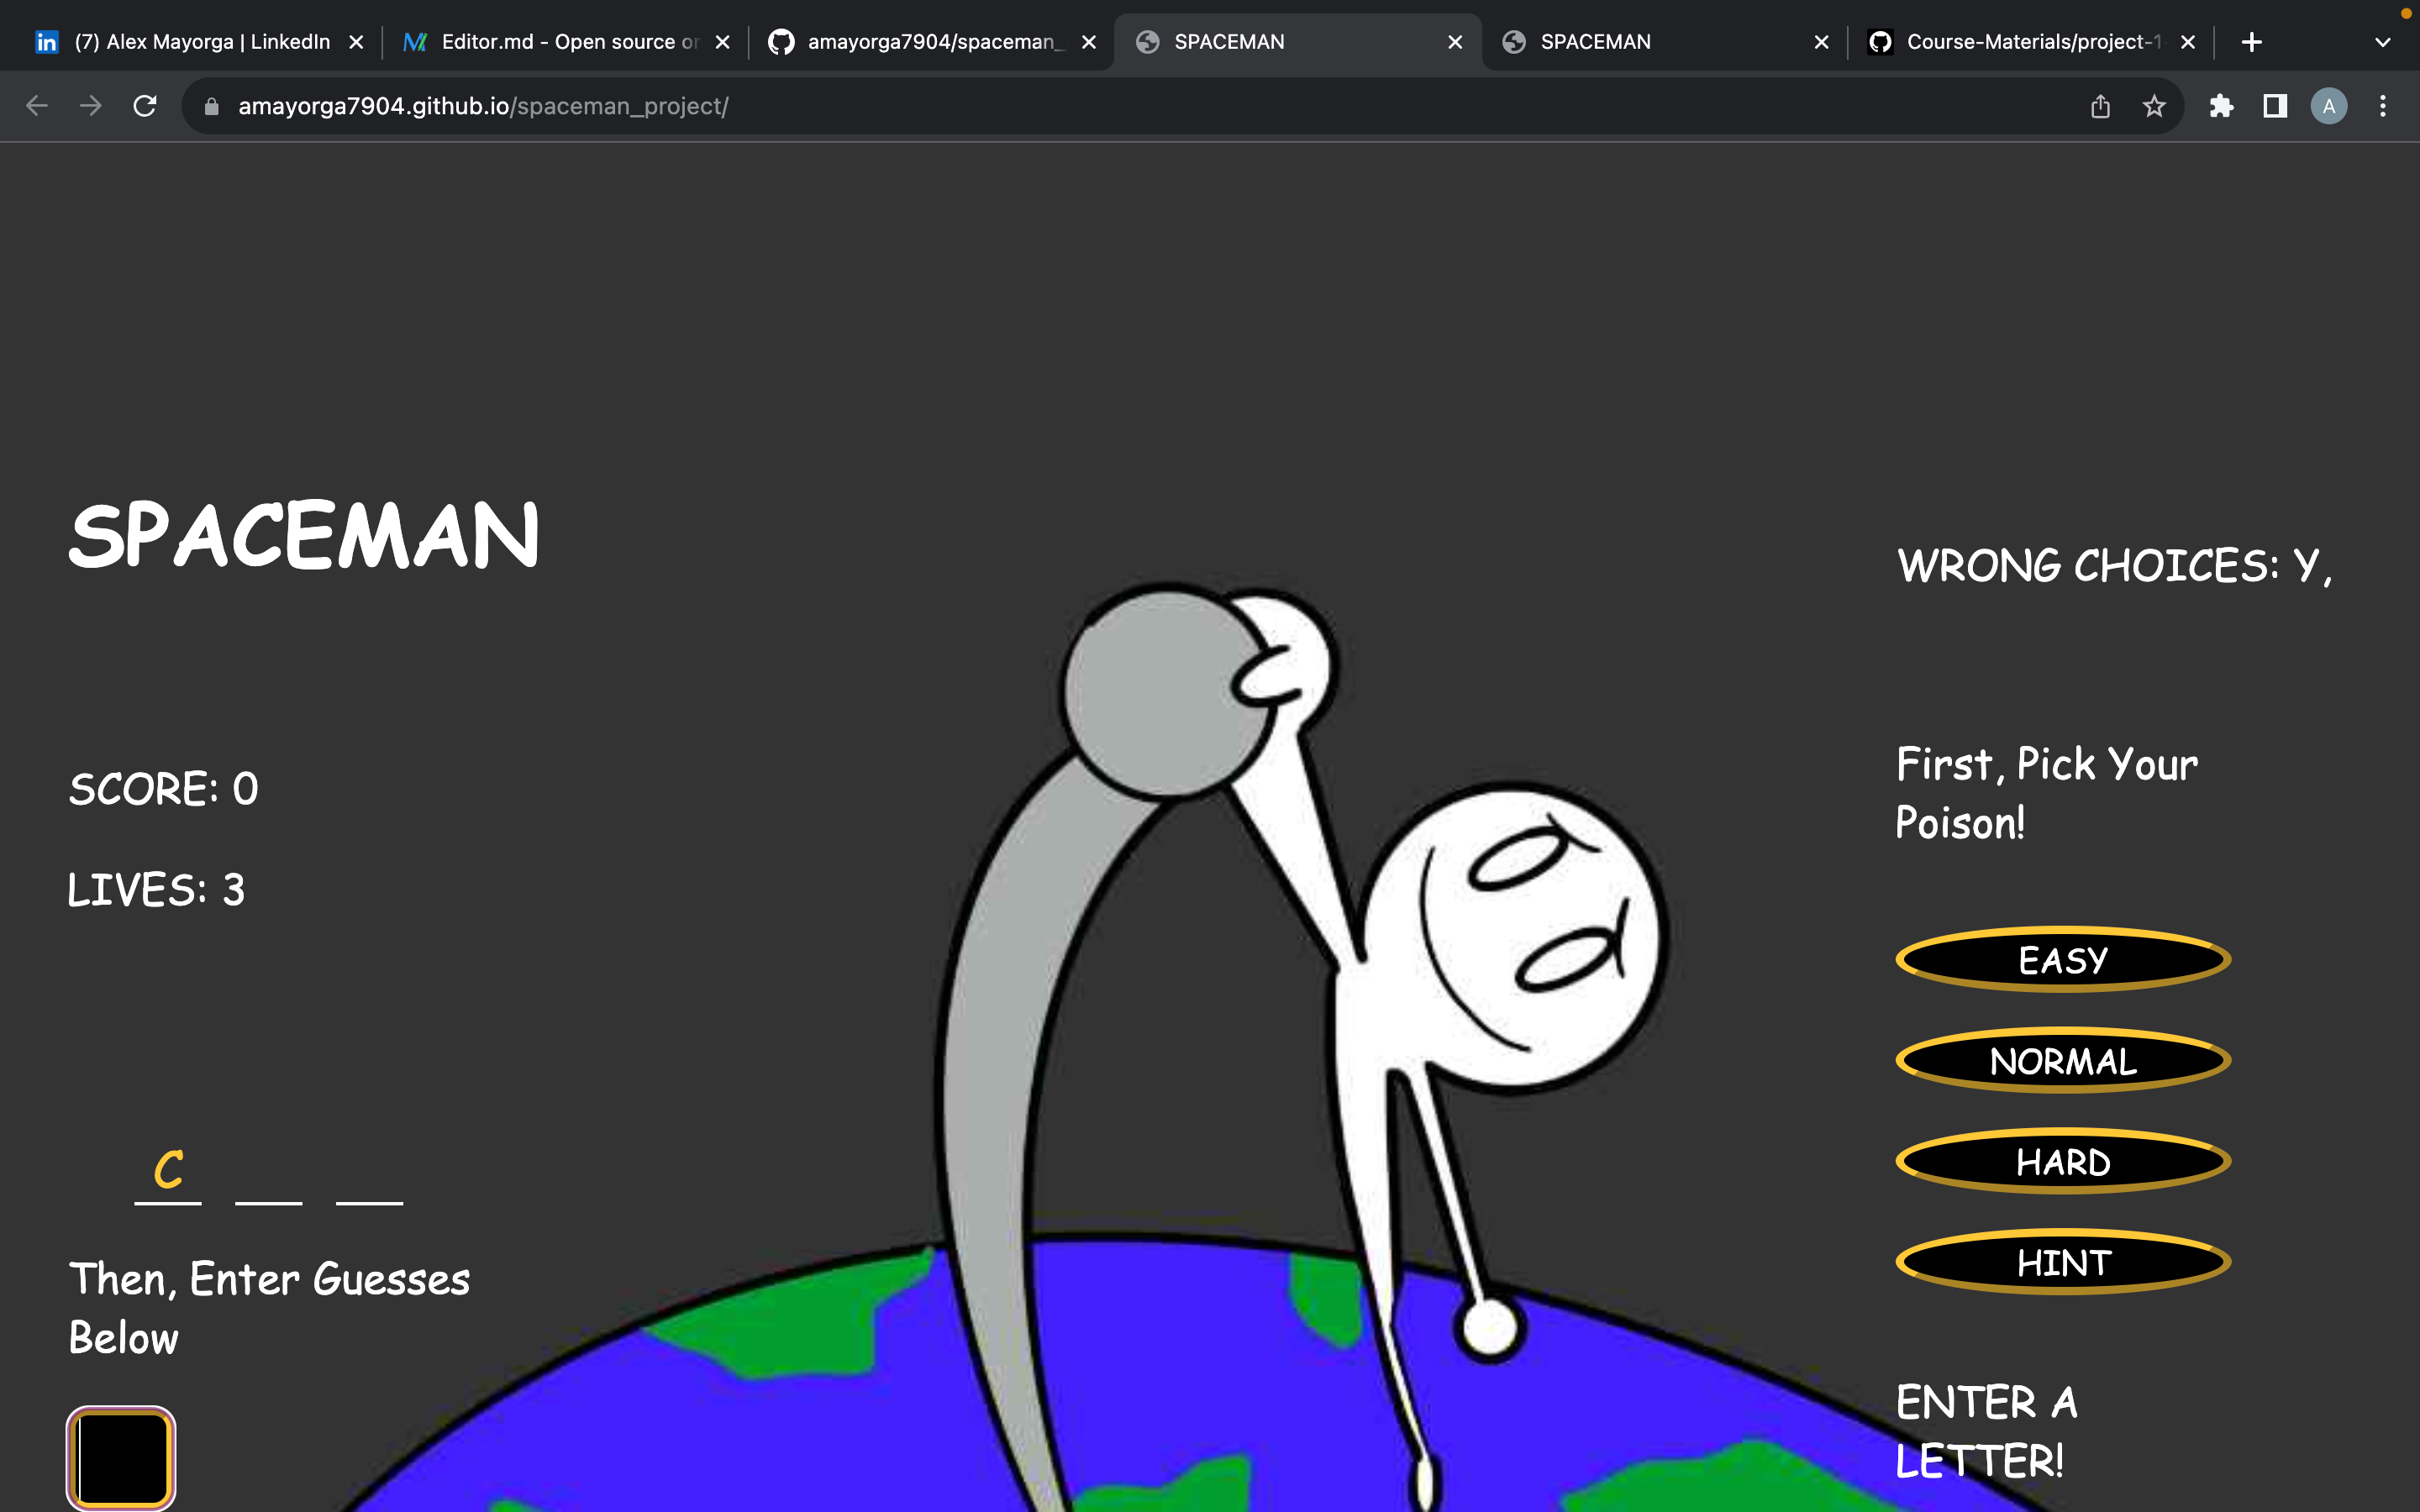 (7) Alex Mayorga | LinkedIn
Editor.md - Open source or
amayorga7904/spaceman_
SPACEMAN
SPACEMAN
Course-Materials/project-1
amayorga7904.github.io/spaceman_project/
A
SPACEMAN
WRONG CHOICES: Y,
SCORE: 0
LIVES: 3
First, Pick Your
Poison!
EASY
NORMAL
HARD
HINT
C
Then, Enter Guesses
Below
ENTER A
LETTER!